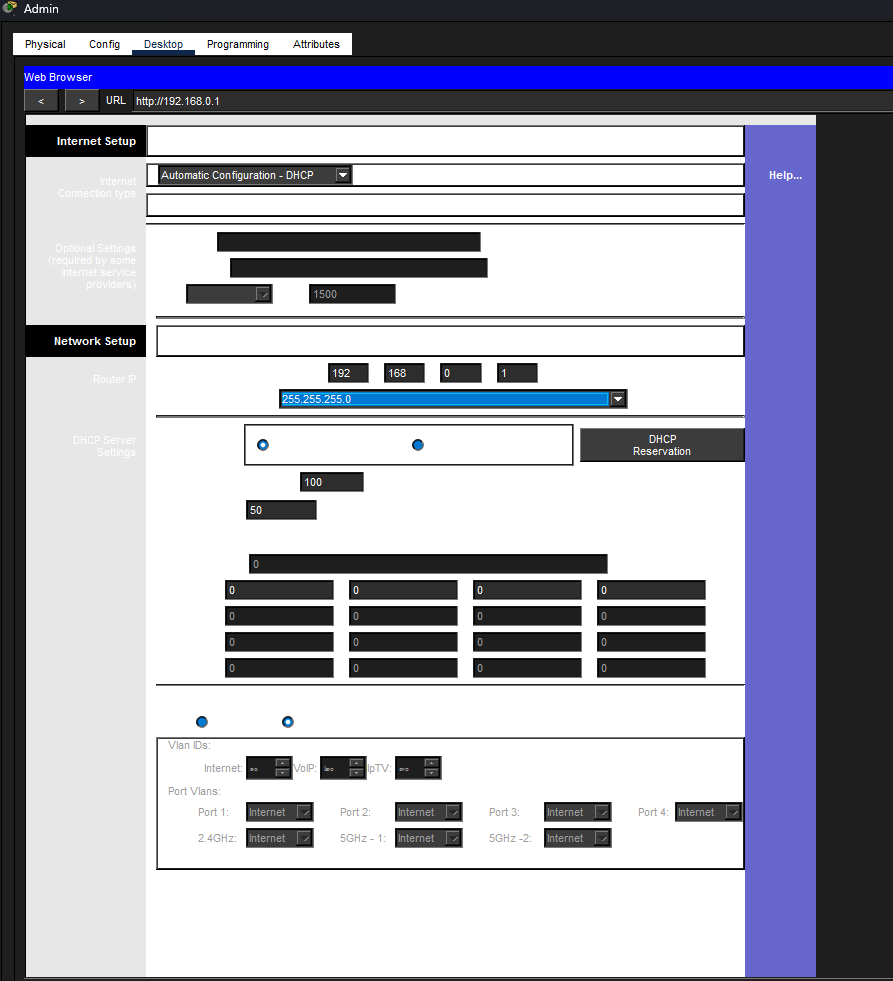 Admin
Physical Config Desktop Programming Attributes
Web Browser
< > URL http://192.168.0.1
Internet Setup
Internet
Connection type
Automatic Configuration - DHCP
Help...
Optional Settings
(required by some
internet service
providers)
1500
Network Setup
Router IP
192 168 0 1
255.255.255.0
DHCP Server
Settings
DHCP
Reservation
100
50
0
0 0 0 0
0 0 0 0
0 0 0 0
0 0 0 0
Vlan IDs:
Internet: VoIP: IpTV:
Port Vlans:
Port 1: Internet Port 2: Internet Port 3: Internet Port 4: Internet
2.4GHz: Internet 5GHz - 1: Internet 5GHz -2: Internet